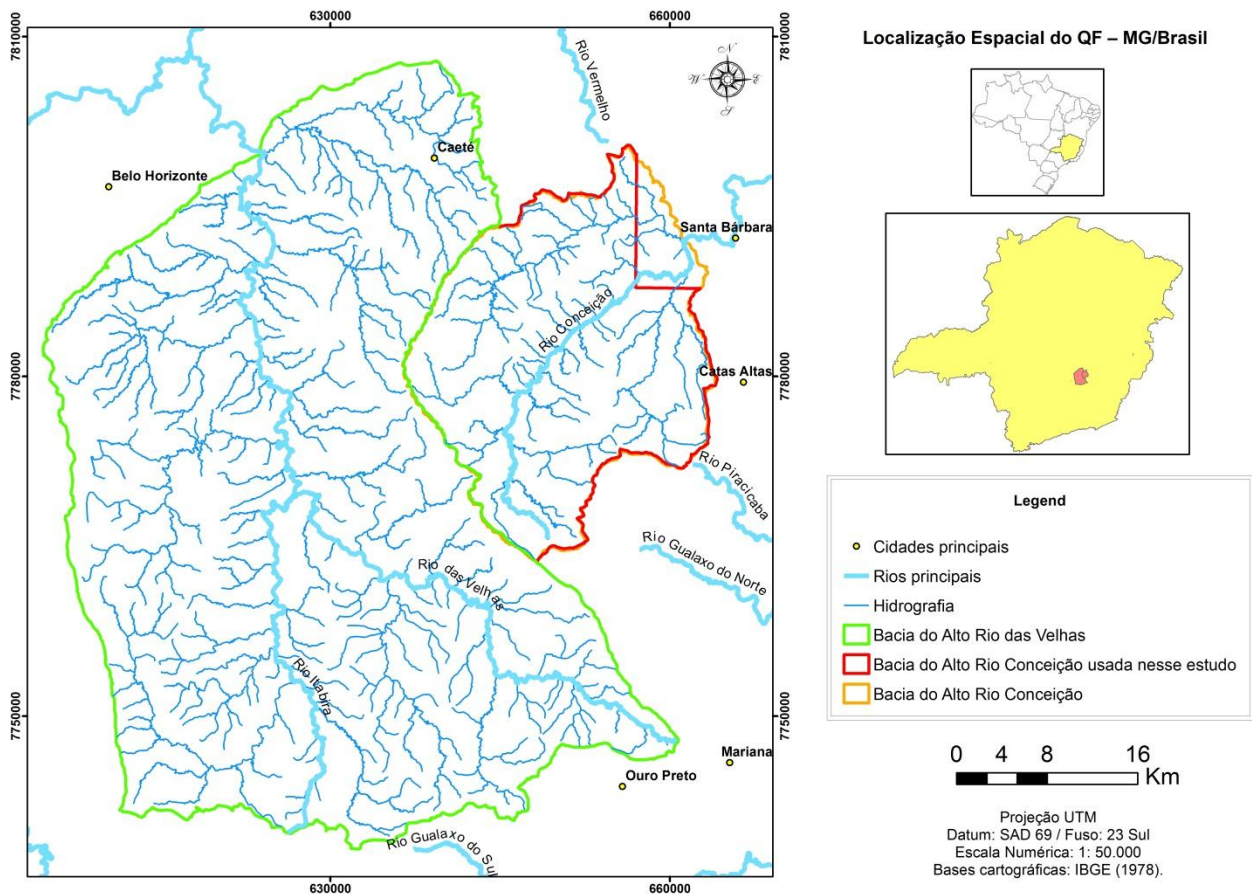 630000
660000
7810000
7810000
Localização Espacial do QF – MG/Brasil
Rio Vermelho
N
W
E
S
Caeté
Belo Horizonte
Santa Bárbara
Rio Conceição
7780000
Catas Altas
7780000
Rio Piracicaba
Rio Gualaxo do Norte
Rio das Velhas
Rio Itabira
7750000
7750000
Mariana
Ouro Preto
Rio Gualaxo do Sul
630000
660000
Legend
Cidades principais
Rios principais
Hidrografia
Bacia do Alto Rio das Velhas
Bacia do Alto Rio Conceição usada nesse estudo
Bacia do Alto Rio Conceição
0 4 8 16
Km
Projeção UTM
Datum: SAD 69 / Fuso: 23 Sul
Escala Numérica: 1: 50.000
Bases cartográficas: IBGE (1978).